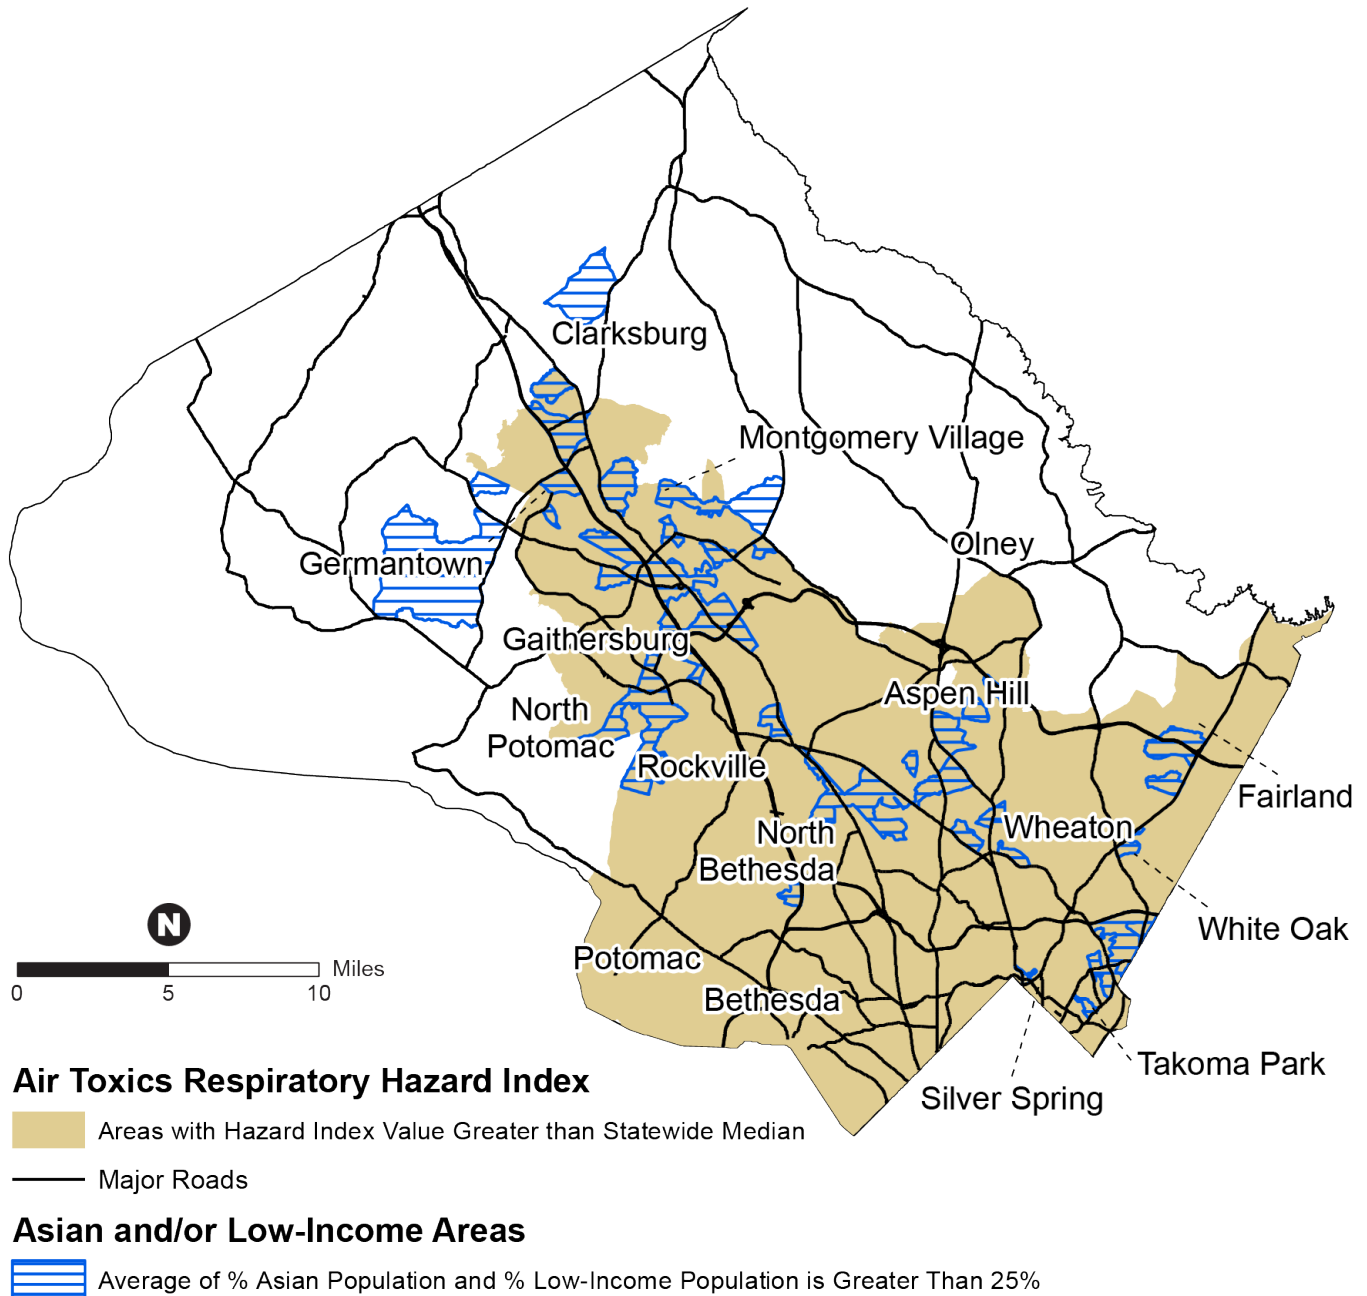 Clarksburg
Montgomery Village
Olney
Germantown
Gaithersburg
Aspen Hill
North
Potomac
Rockville
Fairland
North
Bethesda
Wheaton
White Oak
N
Miles
0 5 10
Potomac
Bethesda
Takoma Park
Silver Spring
Air Toxics Respiratory Hazard Index
Areas with Hazard Index Value Greater than Statewide Median
Major Roads
Asian and/or Low-Income Areas
Average of % Asian Population and % Low-Income Population is Greater Than 25%